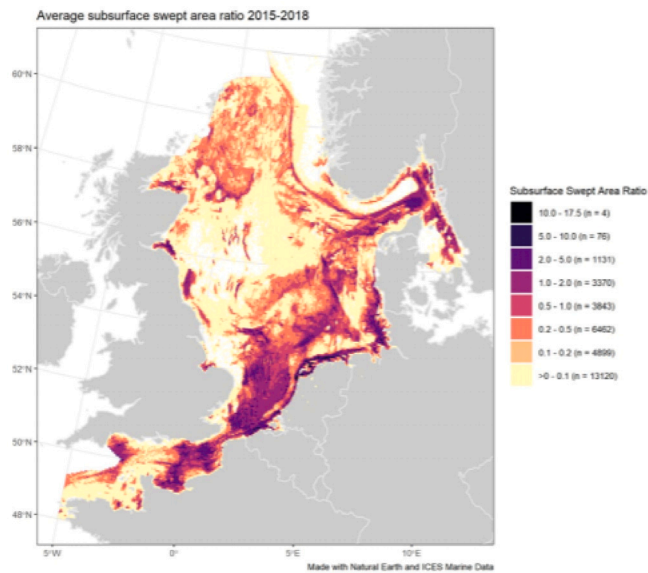 Average subsurface swept area ratio 2015-2018
60°N
58°N
56°N
54°N
52°N
50°N
48°N
5°W
0°
5°E
10°E
Subsurface Swept Area Ratio
10.0 - 17.5 (n = 4)
5.0 - 10.0 (n = 76)
2.0 - 5.0 (n = 1131)
1.0 - 2.0 (n = 3370)
0.5 - 1.0 (n = 3843)
0.2 - 0.5 (n = 6462)
0.1 - 0.2 (n = 4899)
>0 - 0.1 (n = 13120)
Made with Natural Earth and ICES Marine Data